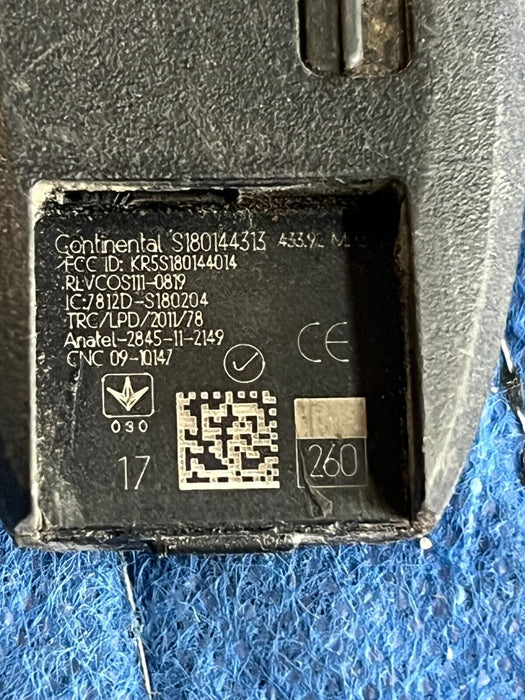 Continental S180144313
FCC ID: KR5S180144014
RLVCOS111-0819
IC:7812D-S180204
TRC/LPD/2011/78
Anatel-2845-11-2149
CNC 09-10147
CE
030
17
260